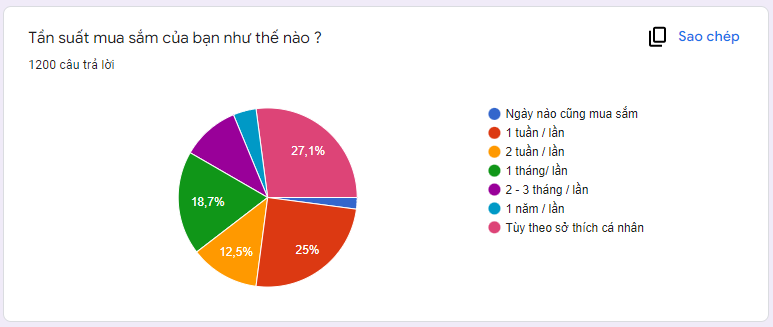 Tần suất mua sắm của bạn như thế nào ?
Sao chép
1200 câu trả lời
27,1%
18,7%
12,5%
25%
Ngày nào cũng mua sắm
1 tuần / lần
2 tuần / lần
1 tháng/ lần
2 - 3 tháng / lần
1 năm / lần
Tùy theo sở thích cá nhân